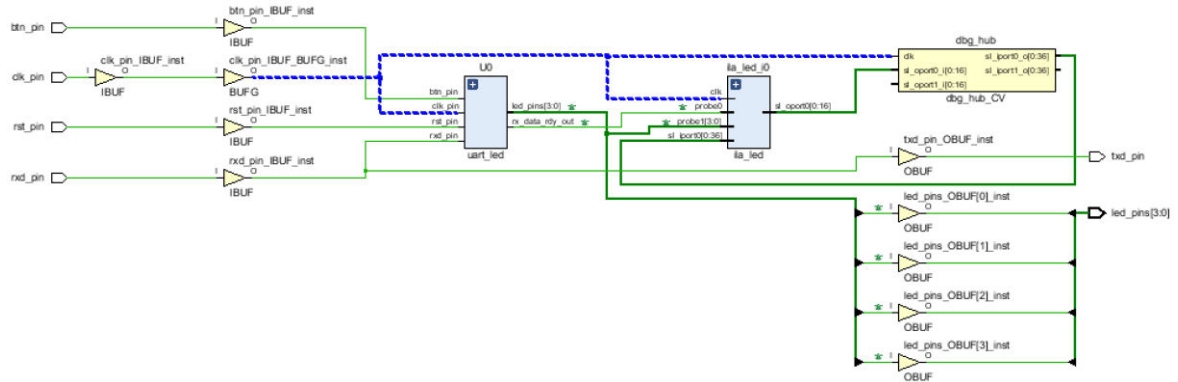 btn_pin
I
btn_pin_IBUF_inst
O
IBUF
clk_pin
I
clk_pin_IBUF_inst
O
IBUF
I
clk_pin_IBUF_BUFG_inst
O
BUFG
rst_pin
I
rst_pin_IBUF_inst
O
IBUF
rxd_pin
I
rxd_pin_IBUF_inst
O
IBUF
U0
btn_pin
clk_pin
rst_pin
rxd_pin
led_pins[3:0]
rx_data_rdy_out
uart_led
ila_led_i0
clk
probe0
probe1[3:0]
sl_iport0[0:36]
sl_oport0[0:16]
ila_led
dbg_hub
clk
sl_oport0_i[0:16]
sl_oport1_i[0:16]
sl_iport0_o[0:36]
sl_iport1_o[0:36]
dbg_hub_CV
txd_pin_OBUF_inst
I
O
OBUF
txd_pin
led_pins_OBUF[0]_inst
I
O
OBUF
led_pins[3:0]
led_pins_OBUF[1]_inst
I
O
OBUF
led_pins_OBUF[2]_inst
I
O
OBUF
led_pins_OBUF[3]_inst
I
O
OBUF